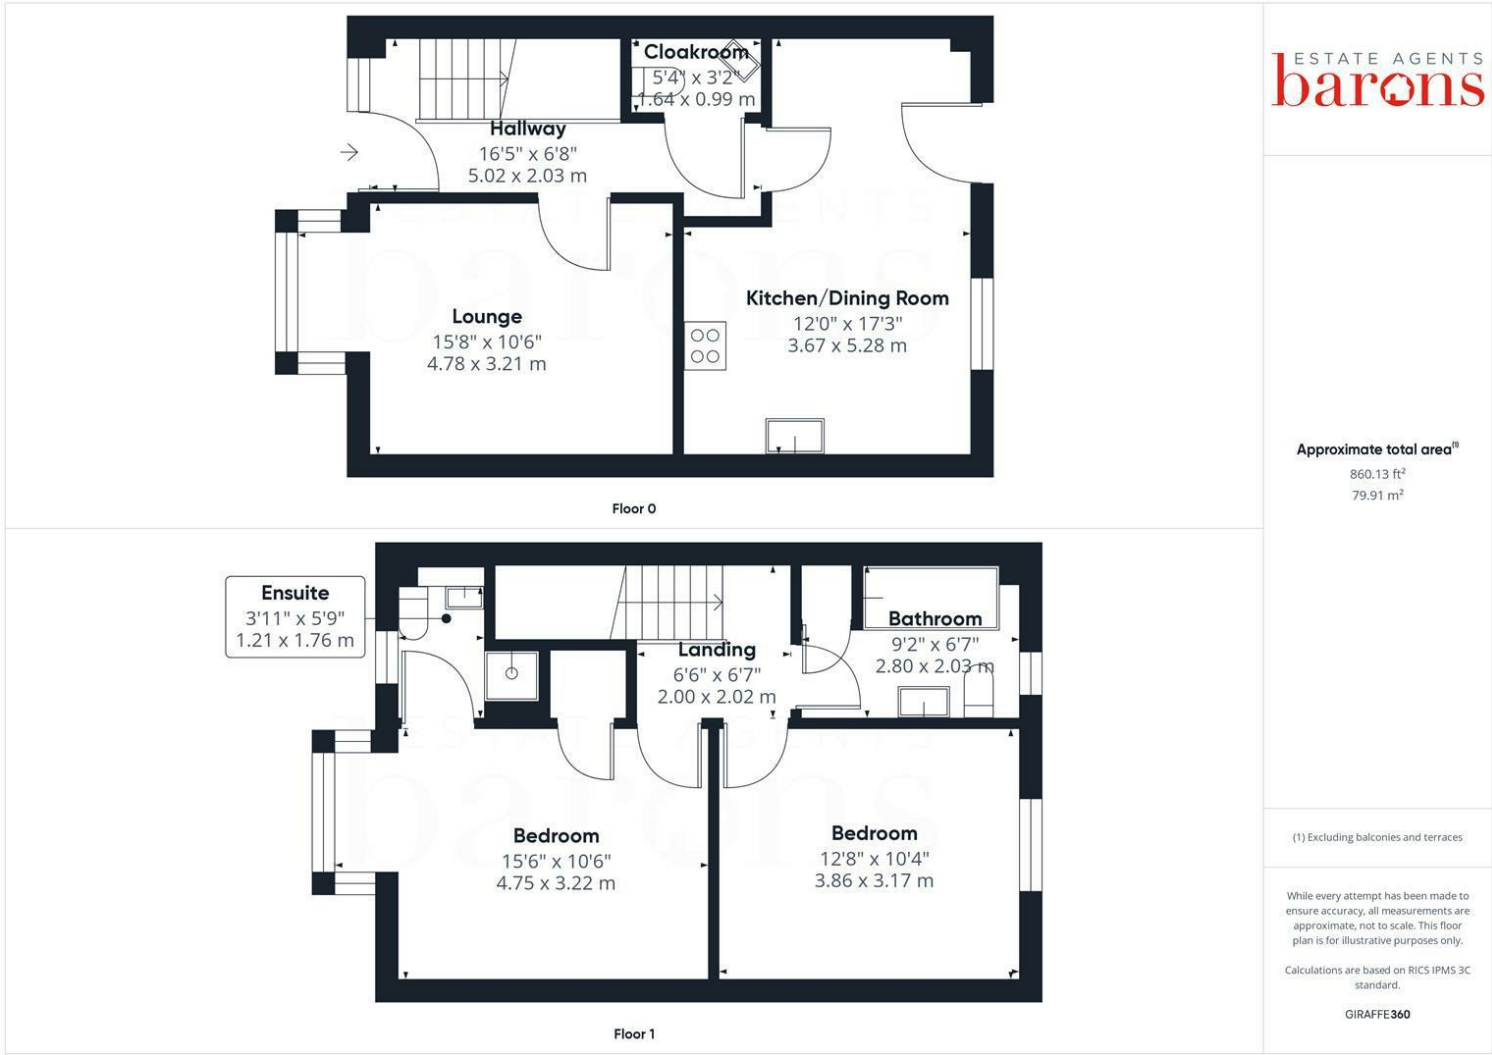 Cloakroom
5'4" x 3'2"
1.64 x 0.99 m
Hallway
16'5" x 6'8"
5.02 x 2.03 m
Lounge
15'8" x 10'6"
4.78 x 3.21 m
Kitchen/Dining Room
12'0" x 17'3"
3.67 x 5.28 m
Floor 0
Ensuite
3'11" x 5'9"
1.21 x 1.76 m
Landing
6'6" x 6'7"
2.00 x 2.02 m
Bathroom
9'2" x 6'7"
2.80 x 2.03 m
Bedroom
15'6" x 10'6"
4.75 x 3.22 m
Bedroom
12'8" x 10'4"
3.86 x 3.17 m
Floor 1
ESTATE AGENTS
barons
ESTATE AGENTS
barons
ESTATE AGENTS
barons
Approximate total area⁽¹⁾
860.13 ft²
79.91 m²
(1) Excluding balconies and terraces
While every attempt has been made to
ensure accuracy, all measurements are
approximate, not to scale. This floor
plan is for illustrative purposes only.
Calculations are based on RICS IPMS 3C
standard.
GIRAFFE360